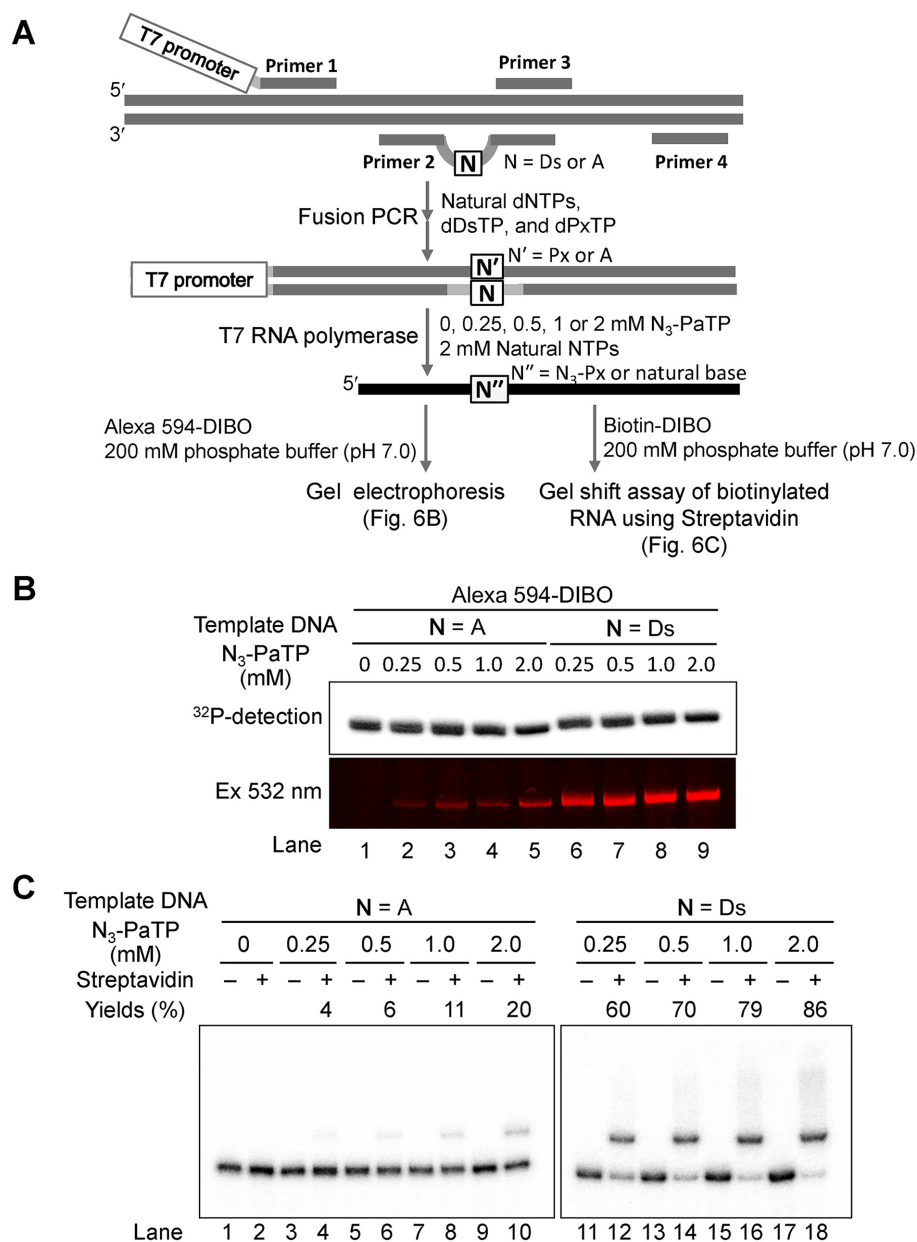 A
T7 promoter
Primer 1
Primer 3
5′
3′
Primer 2
N
N = Ds or A
Primer 4
Fusion PCR
Natural dNTPs,
dDsTP, and dPxTP
N′ = Px or A
T7 promoter
N′
N
T7 RNA polymerase
0, 0.25, 0.5, 1 or 2 mM N₃-PaTP
2 mM Natural NTPs
N″ = N₃-Px or natural base
5′
N″
Alexa 594-DIBO
200 mM phosphate buffer (pH 7.0)
Biotin-DIBO
200 mM phosphate buffer (pH 7.0)
Gel electrophoresis
(Fig. 6B)
Gel shift assay of biotinylated
RNA using Streptavidin
(Fig. 6C)
B
Alexa 594-DIBO
Template DNA N = A N = Ds
N₃-PaTP
(mM)
0 0.25 0.5 1.0 2.0 0.25 0.5 1.0 2.0
³²P-detection
Ex 532 nm
Lane 1 2 3 4 5 6 7 8 9
C
Template DNA N = A N = Ds
N₃-PaTP
(mM)
0 0.25 0.5 1.0 2.0 0.25 0.5 1.0 2.0
Streptavidin – + – + – + – + – + – + – + – + – +
Yields (%) 4 6 11 20 60 70 79 86
Lane 1 2 3 4 5 6 7 8 9 10 11 12 13 14 15 16 17 18